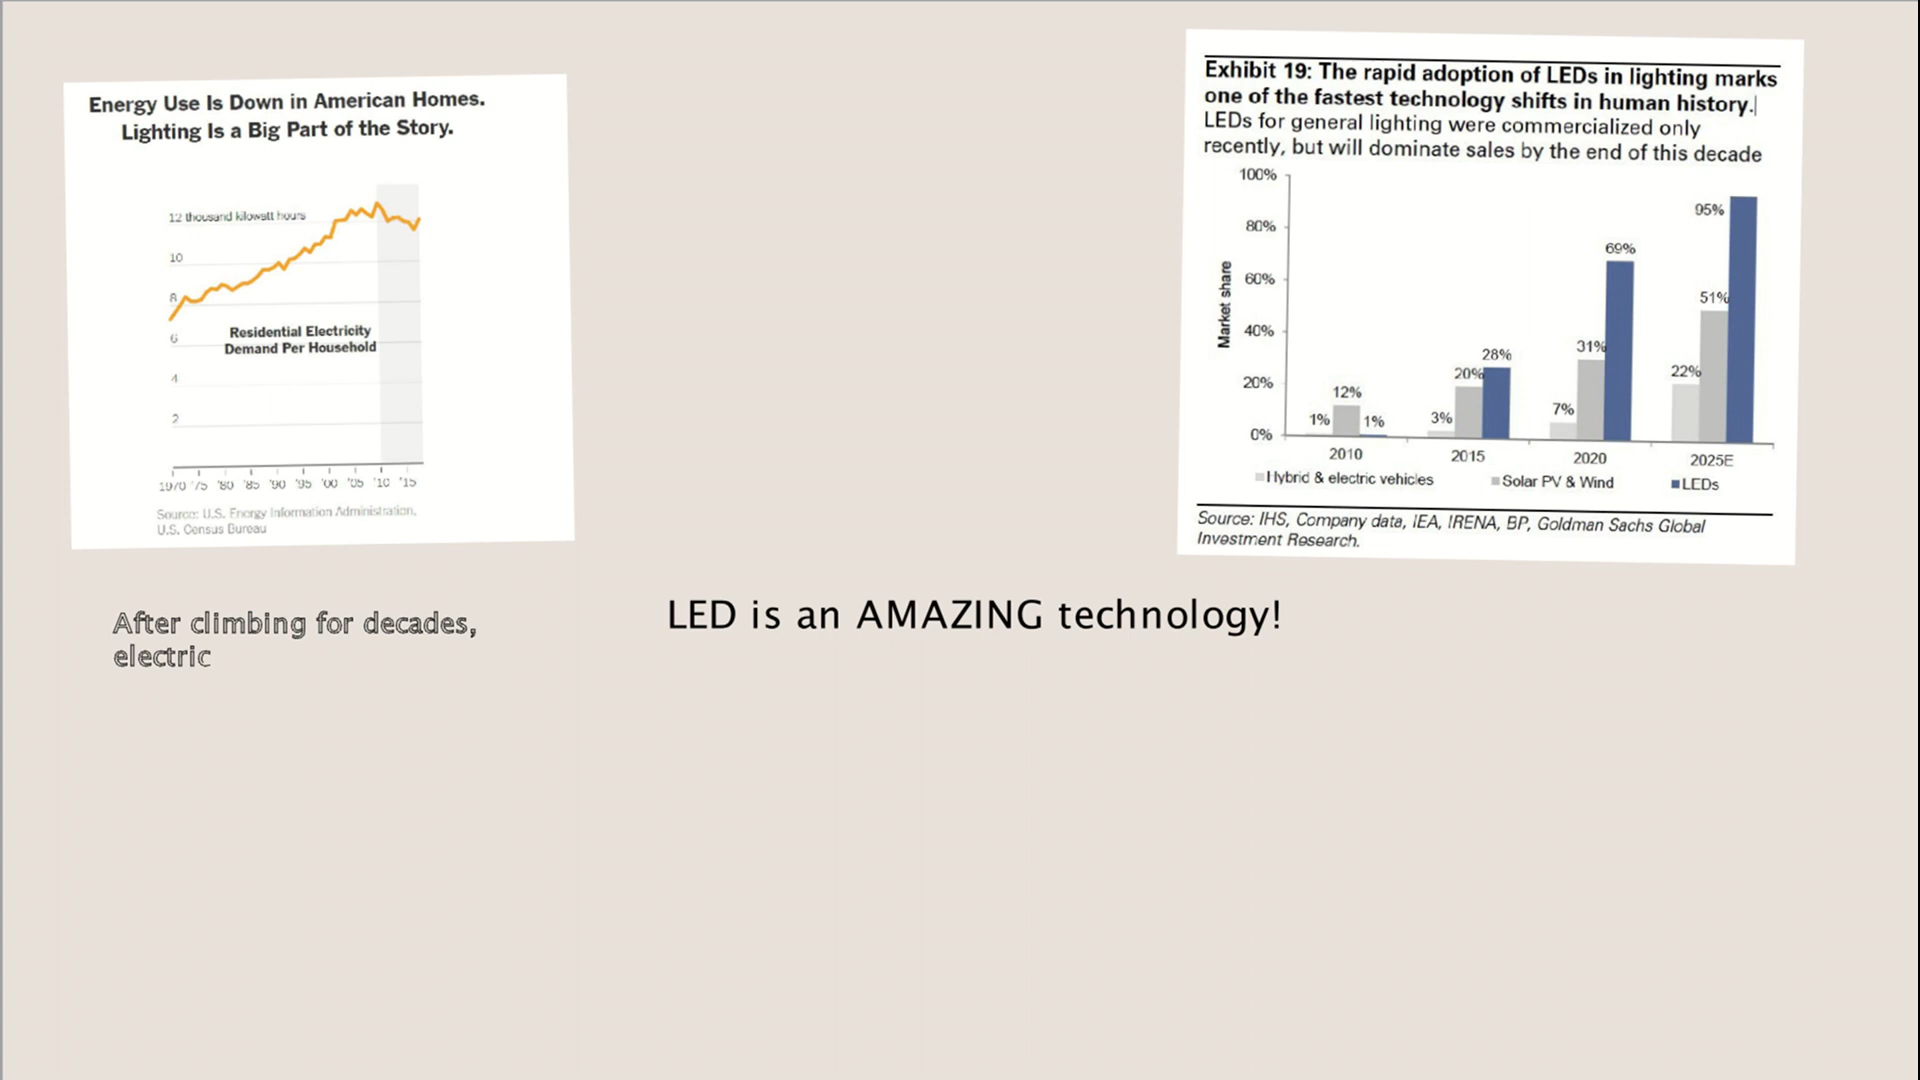 Energy Use Is Down in American Homes.
Lighting Is a Big Part of the Story.
12 thousand kilowatt hours
10
8
6
4
2
Residential Electricity
Demand Per Household
1970 '75 '80 '85 '90 '95 '00 '05 '10 '15
Source: U.S. Energy Information Administration,
U.S. Census Bureau
Exhibit 19: The rapid adoption of LEDs in lighting marks
one of the fastest technology shifts in human history.
LEDs for general lighting were commercialized only
recently, but will dominate sales by the end of this decade
Market share
100%
80%
60%
40%
20%
0%
1% 12% 1%
3% 20% 28%
7% 31% 69%
22% 51% 95%
2010 2015 2020 2025E
Hybrid & electric vehicles Solar PV & Wind LEDs
Source: IHS, Company data, IEA, IRENA, BP, Goldman Sachs Global
Investment Research.
After climbing for decades,
electric
LED is an AMAZING technology!